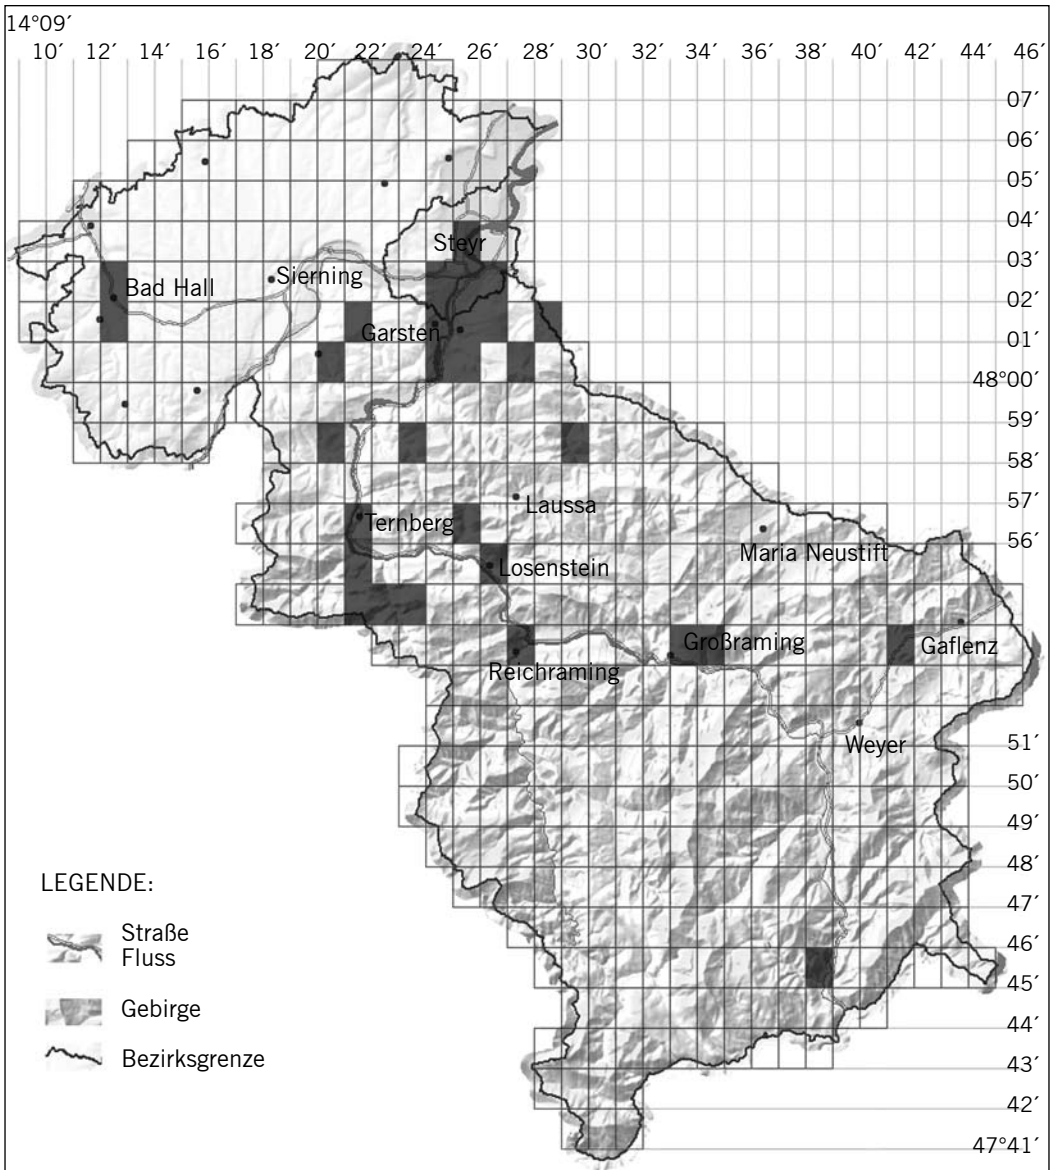 14°09′
10′ 12′ 14′ 16′ 18′ 20′ 22′ 24′ 26′ 28′ 30′ 32′ 34′ 36′ 38′ 40′ 42′ 44′ 46′
07′
06′
05′
04′
Steyr
03′
Sierning
Bad Hall
02′
Garsten
01′
48°00′
59′
58′
57′
Laussa
Ternberg
56′
Maria Neustift
Losenstein
Großraming
Gaflenz
Reichraming
51′
Weyer
50′
49′
48′
LEGENDE:
47′
Straße
46′
Fluss
45′
Gebirge
44′
Bezirksgrenze
43′
42′
47°41′